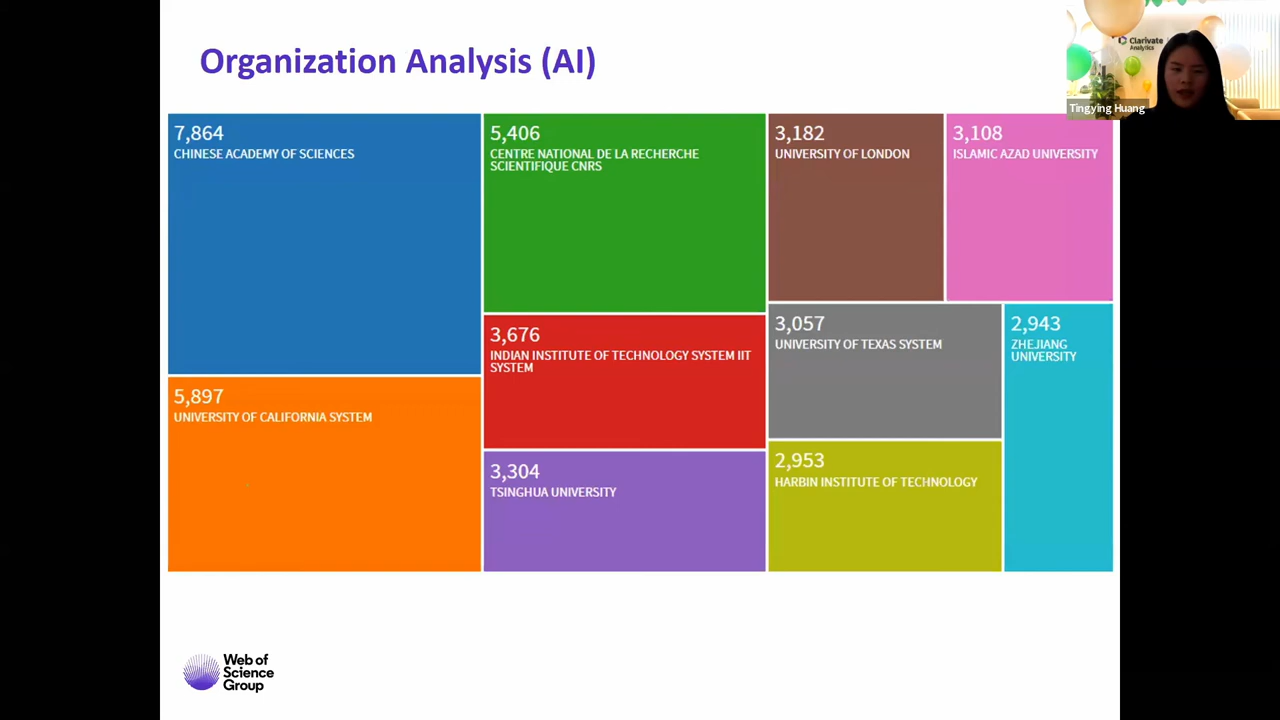 Organization Analysis (AI)
Clarivate
Analytics
Tingying Huang
7,864
CHINESE ACADEMY OF SCIENCES
5,406
CENTRE NATIONAL DE LA RECHERCHE
SCIENTIFIQUE CNRS
3,182
UNIVERSITY OF LONDON
3,108
ISLAMIC AZAD UNIVERSITY
3,676
INDIAN INSTITUTE OF TECHNOLOGY SYSTEM IIT
SYSTEM
3,057
UNIVERSITY OF TEXAS SYSTEM
2,943
ZHEJIANG
UNIVERSITY
5,897
UNIVERSITY OF CALIFORNIA SYSTEM
3,304
TSINGHUA UNIVERSITY
2,953
HARBIN INSTITUTE OF TECHNOLOGY
Web of
Science
Group